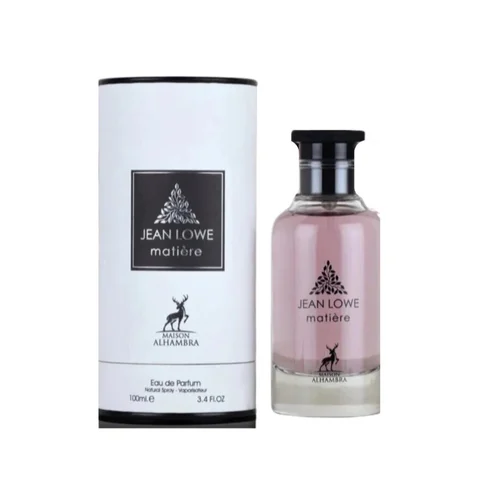 JEAN LOWE
matière
MAISON
ALHAMBRA
Eau de Parfum
Natural Spray - Vaporisateur
100ml.e 3.4 Fl.OZ
JEAN LOWE
matière
MAISON
ALHAMBRA